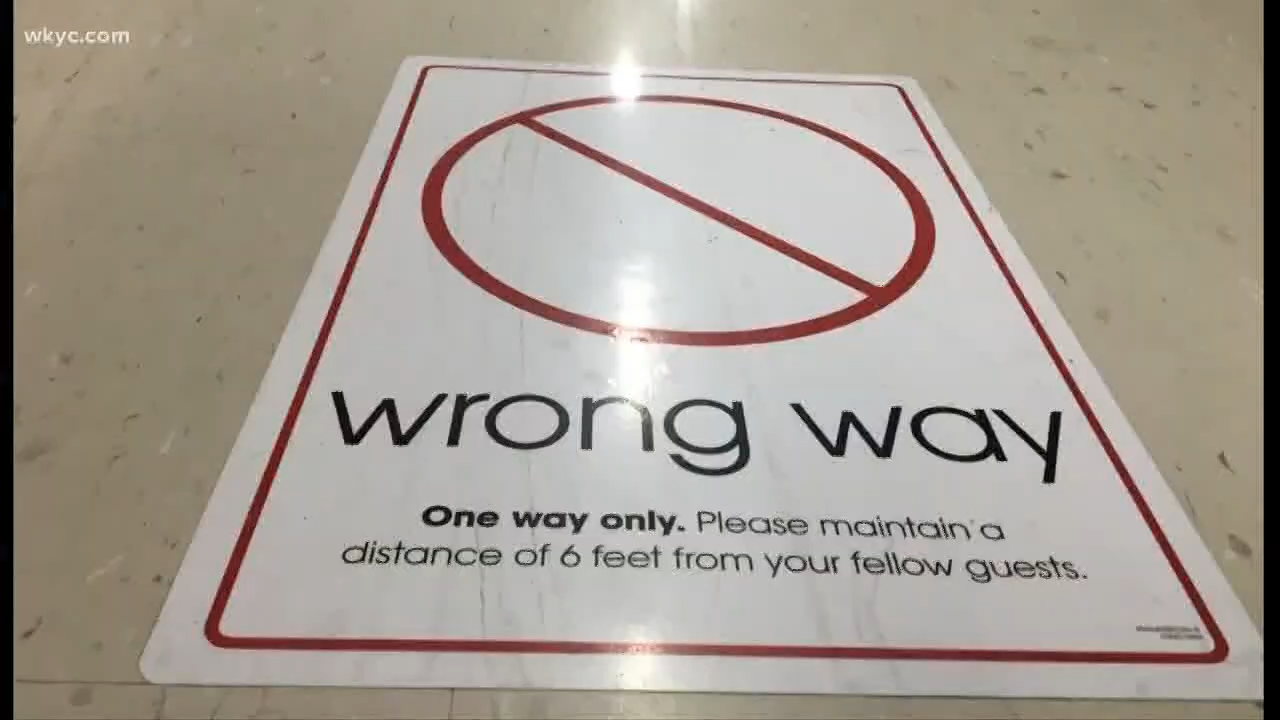 wkyc.com
wrong way
One way only. Please maintain a
distance of 6 feet from your fellow guests.